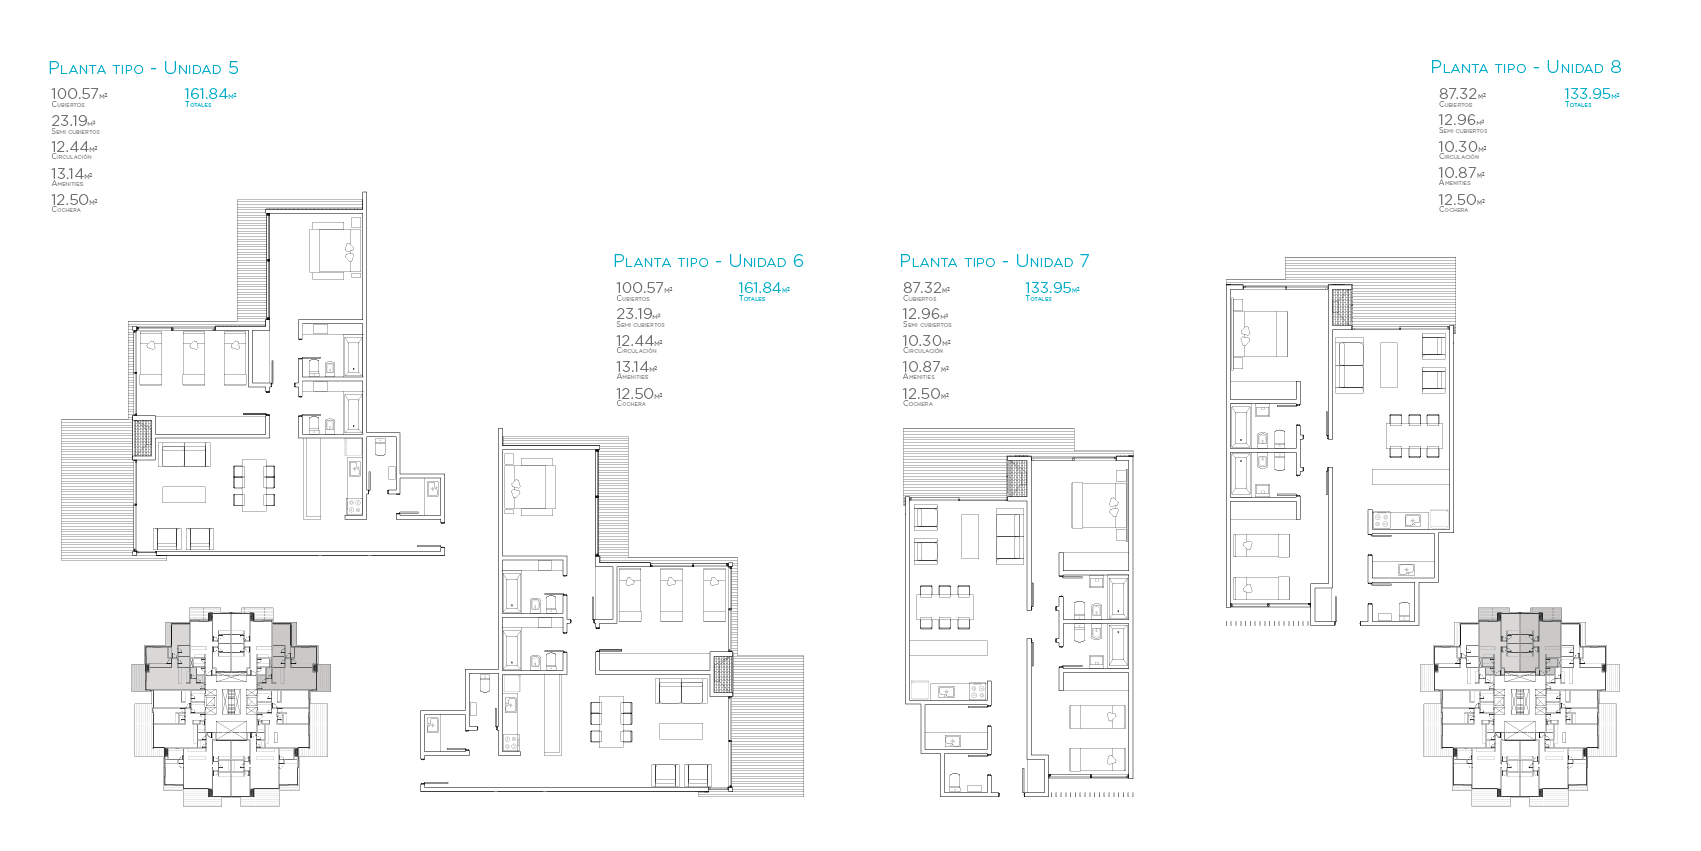 Planta tipo - Unidad 5
100.57m² 161.84m²
Cubiertos Totales
23.19m²
Semi cubiertos
12.44m²
Circulación
13.14m²
Amenities
12.50m²
Cochera
Planta tipo - Unidad 6
100.57m² 161.84m²
Cubiertos Totales
23.19m²
Semi cubiertos
12.44m²
Circulación
13.14m²
Amenities
12.50m²
Cochera
Planta tipo - Unidad 7
87.32m² 133.95m²
Cubiertos Totales
12.96m²
Semi cubiertos
10.30m²
Circulación
10.87m²
Amenities
12.50m²
Cochera
Planta tipo - Unidad 8
87.32m² 133.95m²
Cubiertos Totales
12.96m²
Semi cubiertos
10.30m²
Circulación
10.87m²
Amenities
12.50m²
Cochera